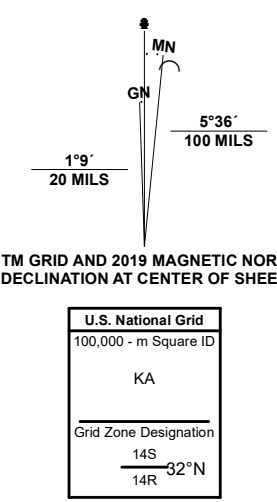 MN
GN
5°36´
100 MILS
1°9´
20 MILS
TM GRID AND 2019 MAGNETIC NOR
DECLINATION AT CENTER OF SHEE
U.S. National Grid
100,000 - m Square ID
KA
Grid Zone Designation
14S
32°N
14R